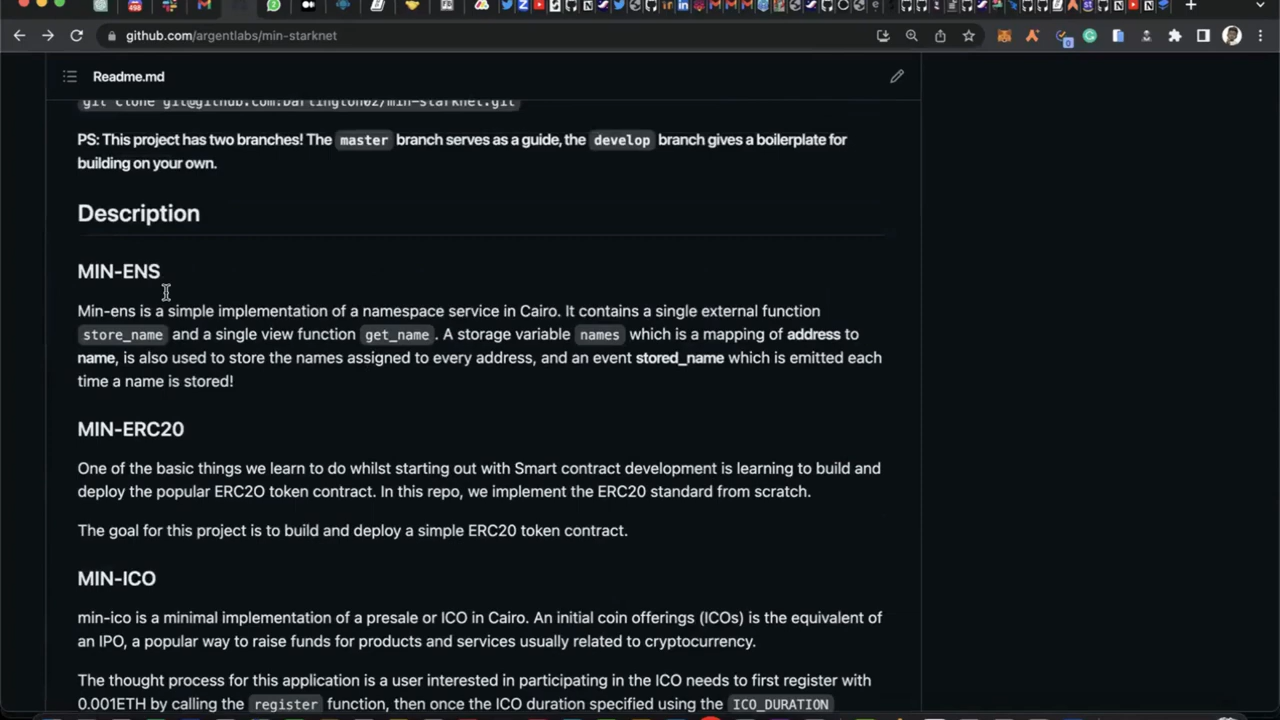 github.com/argentlabs/min-starknet
Readme.md
git clone git@github.com:Darlington02/min-starknet.git
PS: This project has two branches! The master branch serves as a guide, the develop branch gives a boilerplate for
building on your own.
Description
MIN-ENS
Min-ens is a simple implementation of a namespace service in Cairo. It contains a single external function
store_name and a single view function get_name. A storage variable names which is a mapping of address to
name, is also used to store the names assigned to every address, and an event stored_name which is emitted each
time a name is stored!
MIN-ERC20
One of the basic things we learn to do whilst starting out with Smart contract development is learning to build and
deploy the popular ERC2O token contract. In this repo, we implement the ERC20 standard from scratch.
The goal for this project is to build and deploy a simple ERC20 token contract.
MIN-ICO
min-ico is a minimal implementation of a presale or ICO in Cairo. An initial coin offerings (ICOs) is the equivalent of
an IPO, a popular way to raise funds for products and services usually related to cryptocurrency.
The thought process for this application is a user interested in participating in the ICO needs to first register with
0.001ETH by calling the register function, then once the ICO duration specified using the ICO_DURATION